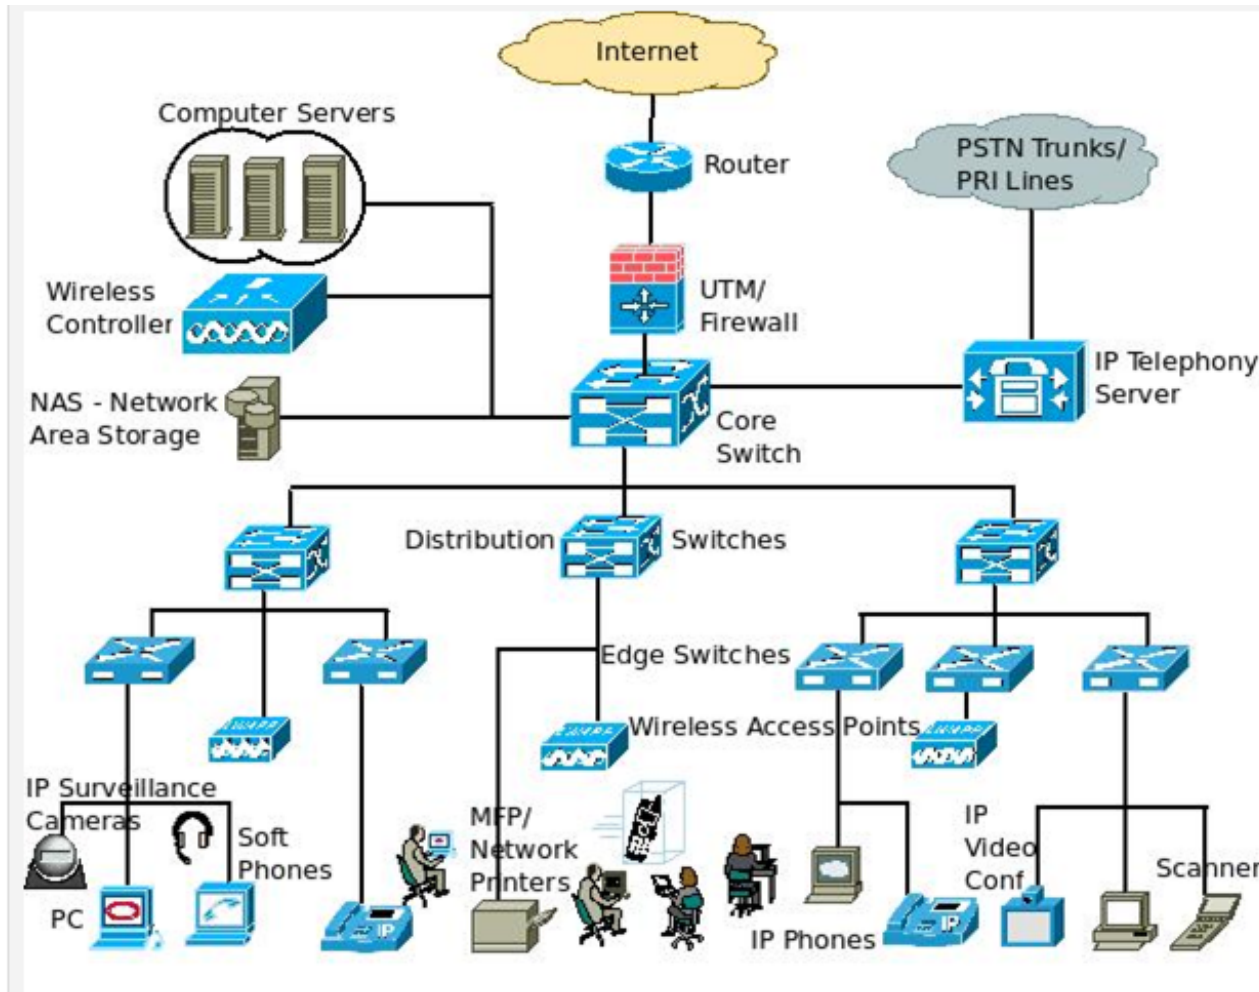 Internet
Computer Servers
PSTN Trunks/
PRI Lines
Router
Wireless
Controller
UTM/
Firewall
IP Telephony
Server
NAS - Network
Area Storage
Core
Switch
Distribution
Switches
Edge Switches
Wireless Access Points
IP Surveillance
Cameras
Soft
Phones
MFP/
Network
Printers
IP
Video
Conf
Scanner
PC
IP
IP Phones
IP